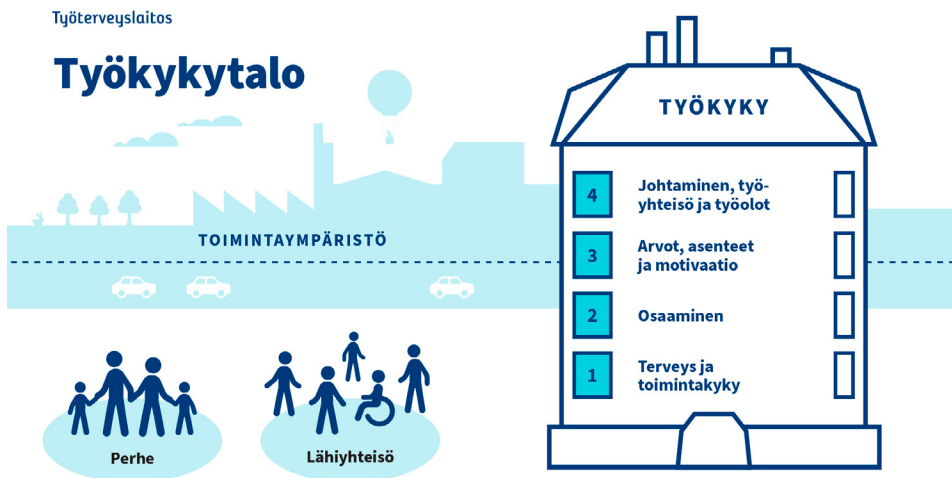 Työterveyslaitos
Työkykytalo
TYÖKYKY
4
Johtaminen, työ-
yhteisö ja työolot
3
Arvot, asenteet
ja motivaatio
2
Osaaminen
1
Terveys ja
toimintakyky
TOIMINTAYMPÄRISTÖ
Perhe
Lähiyhteisö